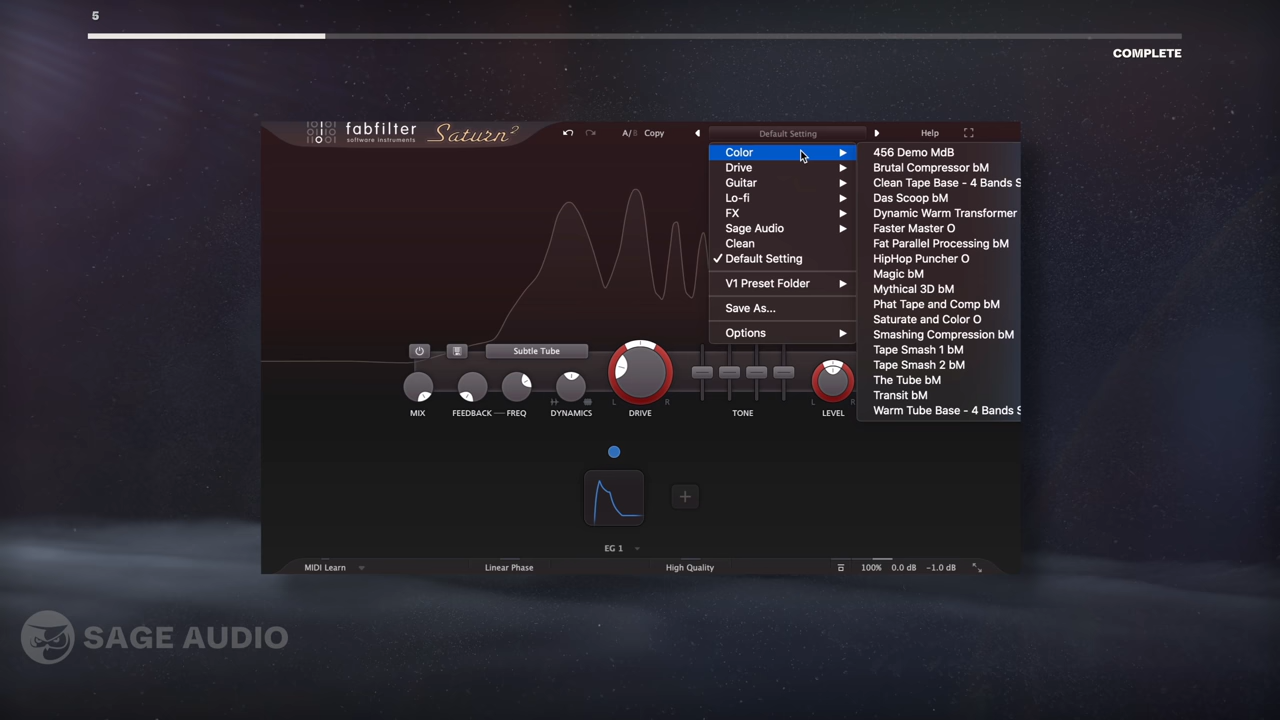 5
COMPLETE
fabfilter
software instruments
Saturn 2
A/B Copy
Default Setting
Help
Color
Drive
Guitar
Lo-fi
FX
Sage Audio
Clean
Default Setting
V1 Preset Folder
Save As...
Options
456 Demo MdB
Brutal Compressor bM
Clean Tape Base - 4 Bands S
Das Scoop bM
Dynamic Warm Transformer
Faster Master O
Fat Parallel Processing bM
HipHop Puncher O
Magic bM
Mythical 3D bM
Phat Tape and Comp bM
Saturate and Color O
Smashing Compression bM
Tape Smash 1 bM
Tape Smash 2 bM
The Tube bM
Transit bM
Warm Tube Base - 4 Bands S
Subtle Tube
L R
L R
MIX FEEDBACK FREQ DYNAMICS DRIVE TONE LEVEL
EG 1
MIDI Learn Linear Phase High Quality 100% 0.0 dB -1.0 dB
SAGE AUDIO